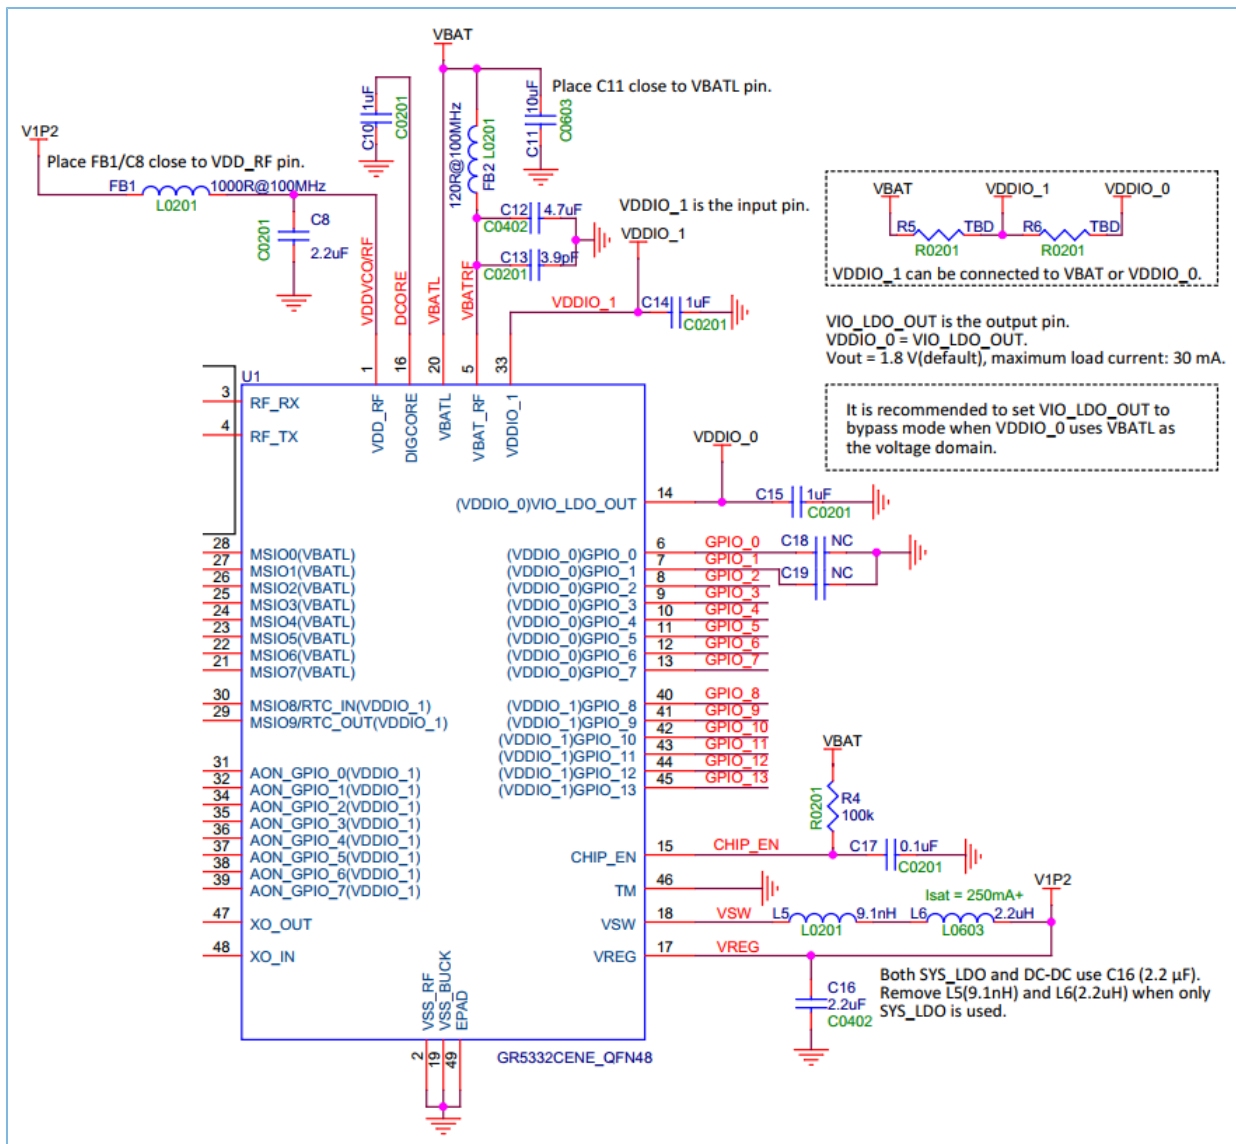 VBAT
Place C11 close to VBATL pin.
C10 1uF
C0201
C11 10uF
C0603
V1P2
Place FB1/C8 close to VDD_RF pin.
FB1 1000R@100MHz
L0201
120R@100MHz
FB2 L0201
C8
2.2uF
C0201
C12 4.7uF
C0402
C13 3.9pF
C0201
VDDIO_1 is the input pin.
VDDIO_1
VBAT VDDIO_1 VDDIO_0
R5 TBD R6 TBD
R0201 R0201
VDDIO_1 can be connected to VBAT or VDDIO_0.
VDDVCO/RF
DCORE
VBATL
VBATRF
VDDIO_1
C14 1uF
C0201
VIO_LDO_OUT is the output pin.
VDDIO_0 = VIO_LDO_OUT.
Vout = 1.8 V(default), maximum load current: 30 mA.
1 16 20 5 33
U1
It is recommended to set VIO_LDO_OUT to
bypass mode when VDDIO_0 uses VBATL as
the voltage domain.
3 RF_RX
4 RF_TX
VDD_RF
DIGCORE
VBATL
VBAT_RF
VDDIO_1
VDDIO_0
(VDDIO_0)VIO_LDO_OUT 14
C15 1uF
C0201
28 MSIO0(VBATL)
27 MSIO1(VBATL)
26 MSIO2(VBATL)
25 MSIO3(VBATL)
24 MSIO4(VBATL)
23 MSIO5(VBATL)
22 MSIO6(VBATL)
21 MSIO7(VBATL)
(VDDIO_0)GPIO_0 6 GPIO_0
(VDDIO_0)GPIO_1 7 GPIO_1
(VDDIO_0)GPIO_2 8 GPIO_2
(VDDIO_0)GPIO_3 9 GPIO_3
(VDDIO_0)GPIO_4 10 GPIO_4
(VDDIO_0)GPIO_5 11 GPIO_5
(VDDIO_0)GPIO_6 12 GPIO_6
(VDDIO_0)GPIO_7 13 GPIO_7
C18 NC
C19 NC
30 MSIO8/RTC_IN(VDDIO_1)
29 MSIO9/RTC_OUT(VDDIO_1)
(VDDIO_1)GPIO_8 40 GPIO_8
(VDDIO_1)GPIO_9 41 GPIO_9
(VDDIO_1)GPIO_10 42 GPIO_10
(VDDIO_1)GPIO_11 43 GPIO_11
(VDDIO_1)GPIO_12 44 GPIO_12
(VDDIO_1)GPIO_13 45 GPIO_13
31 AON_GPIO_0(VDDIO_1)
32 AON_GPIO_1(VDDIO_1)
34 AON_GPIO_2(VDDIO_1)
35 AON_GPIO_3(VDDIO_1)
36 AON_GPIO_4(VDDIO_1)
37 AON_GPIO_5(VDDIO_1)
38 AON_GPIO_6(VDDIO_1)
39 AON_GPIO_7(VDDIO_1)
VBAT
R0201
R4
100k
CHIP_EN 15 CHIP_EN
C17 0.1uF
C0201
TM 46
47 XO_OUT
48 XO_IN
V1P2
Isat = 250mA+
VSW 18 VSW L5 9.1nH L6 2.2uH
L0201 L0603
VREG 17 VREG
C16
2.2uF
C0402
Both SYS_LDO and DC-DC use C16 (2.2 µF).
Remove L5(9.1nH) and L6(2.2uH) when only
SYS_LDO is used.
VSS_RF
VSS_BUCK
EPAD
2 19 49
GR5332CENE_QFN48